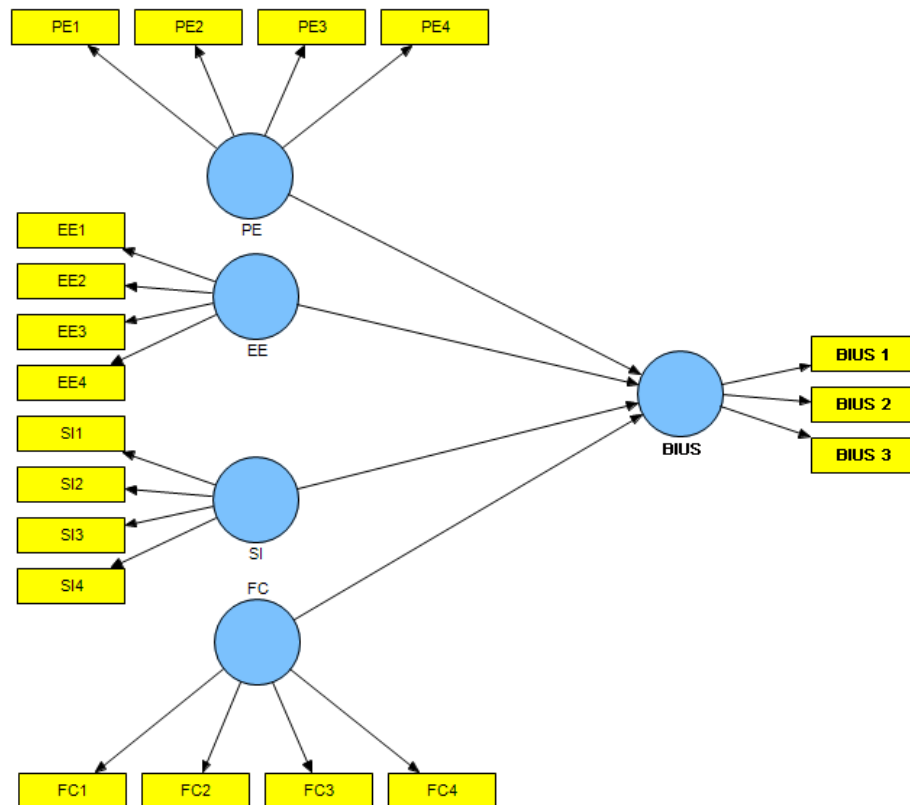 PE1 PE2 PE3 PE4
PE
EE1
EE2
EE3
EE4
EE
BIUS 1
BIUS 2
BIUS 3
BIUS
SI1
SI2
SI3
SI4
SI
FC
FC1 FC2 FC3 FC4